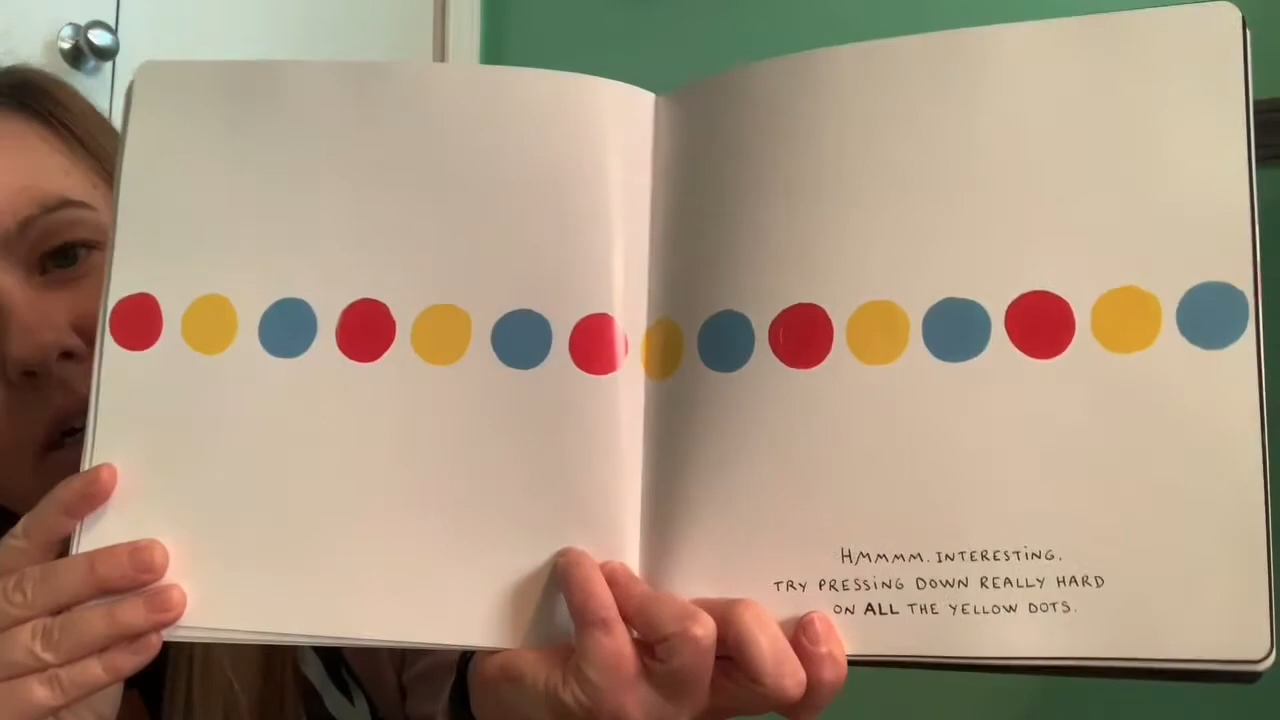 HMMMM. INTERESTING.
TRY PRESSING DOWN REALLY HARD
ON ALL THE YELLOW DOTS.